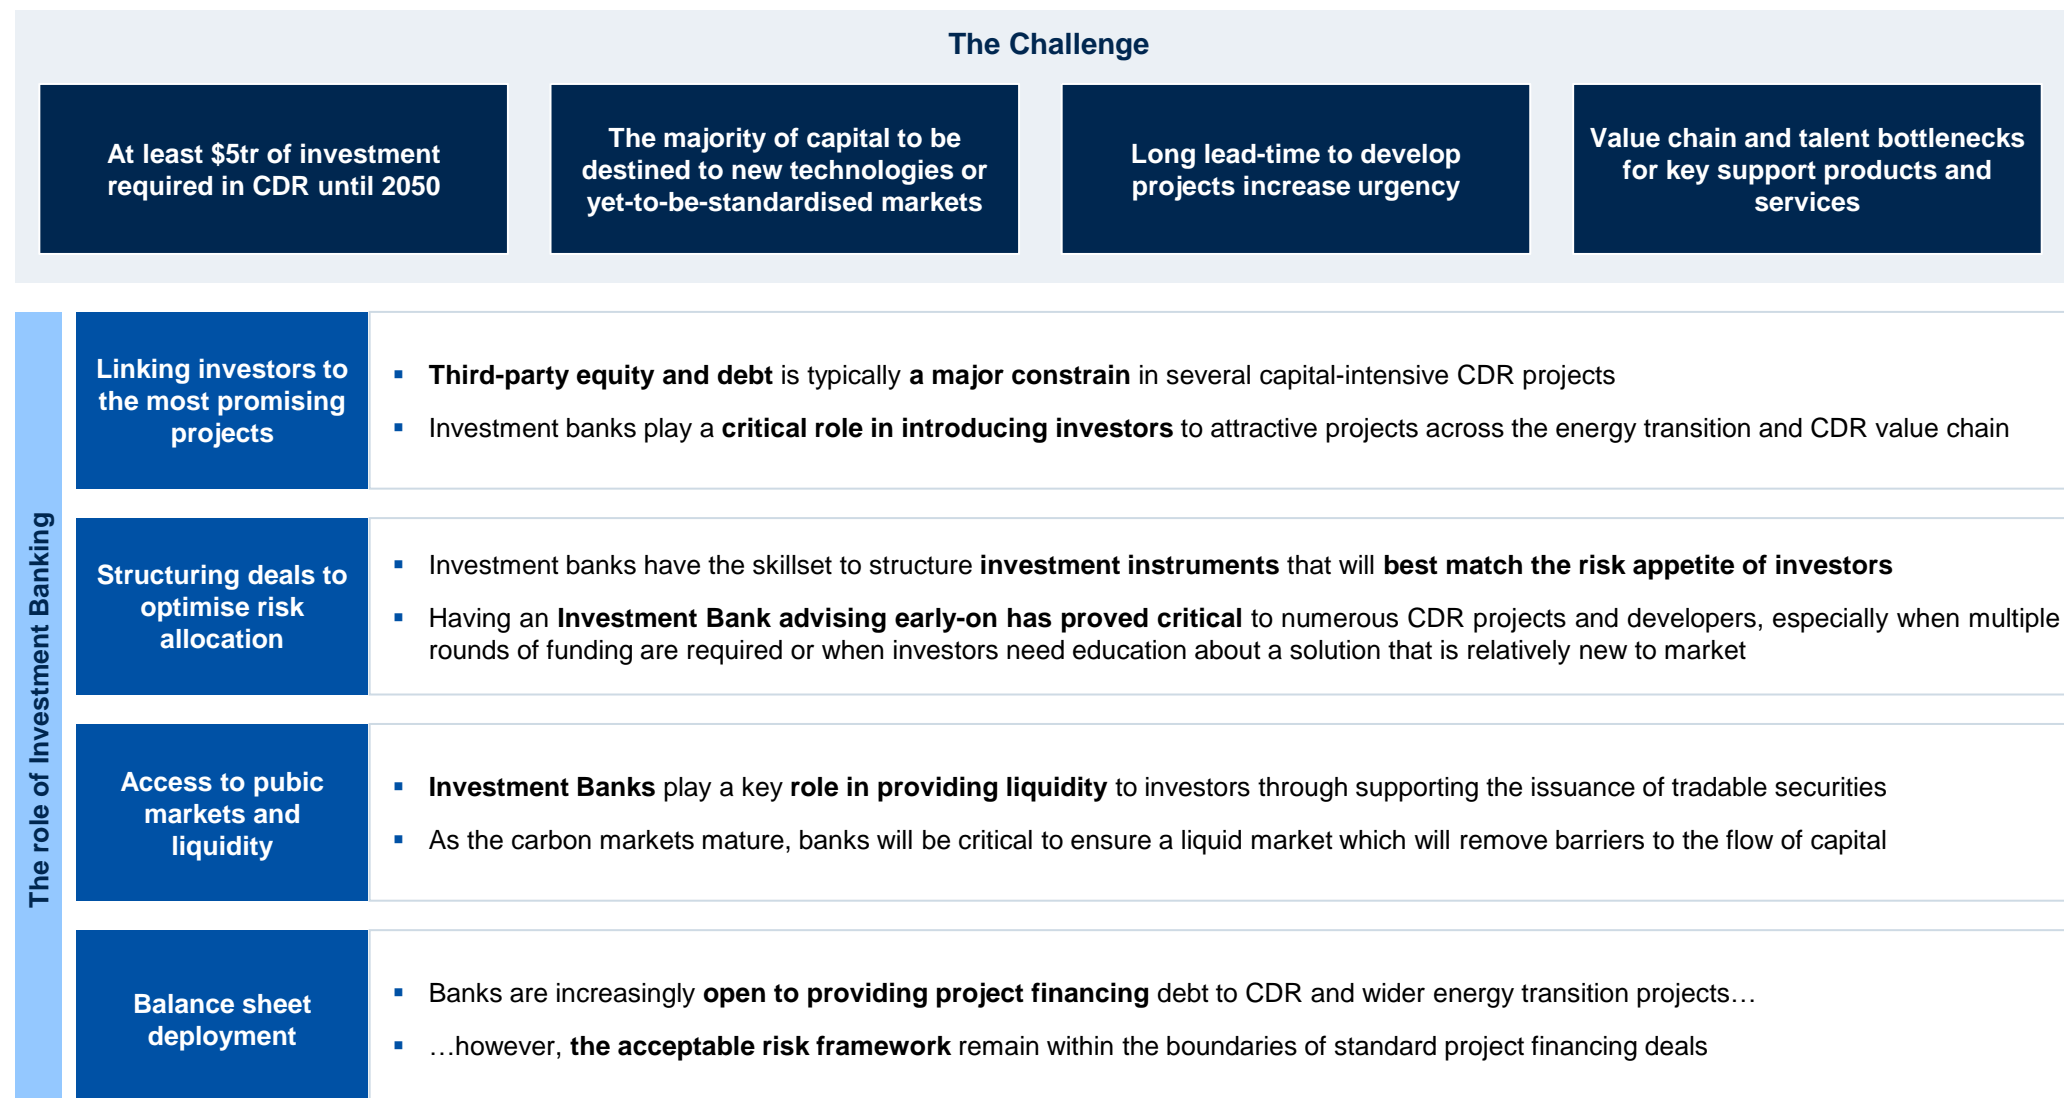 The Challenge
At least $5tr of investment
required in CDR until 2050
The majority of capital to be
destined to new technologies or
yet-to-be-standardised markets
Long lead-time to develop
projects increase urgency
Value chain and talent bottlenecks
for key support products and
services
The role of Investment Banking
Linking investors to
the most promising
projects
▪ Third-party equity and debt is typically a major constrain in several capital-intensive CDR projects
▪ Investment banks play a critical role in introducing investors to attractive projects across the energy transition and CDR value chain
Structuring deals to
optimise risk
allocation
▪ Investment banks have the skillset to structure investment instruments that will best match the risk appetite of investors
▪ Having an Investment Bank advising early-on has proved critical to numerous CDR projects and developers, especially when multiple
rounds of funding are required or when investors need education about a solution that is relatively new to market
Access to pubic
markets and
liquidity
▪ Investment Banks play a key role in providing liquidity to investors through supporting the issuance of tradable securities
▪ As the carbon markets mature, banks will be critical to ensure a liquid market which will remove barriers to the flow of capital
Balance sheet
deployment
▪ Banks are increasingly open to providing project financing debt to CDR and wider energy transition projects…
▪ …however, the acceptable risk framework remain within the boundaries of standard project financing deals